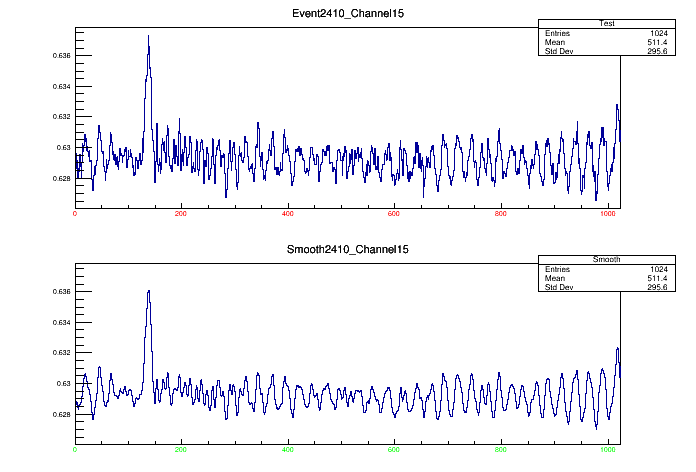 Event2410_Channel15
Test
Entries 1024
Mean 511.4
Std Dev 295.6
0.636
0.634
0.632
0.63
0.628
0 200 400 600 800 1000
Smooth2410_Channel15
Smooth
Entries 1024
Mean 511.4
Std Dev 295.6
0.636
0.634
0.632
0.63
0.628
0 200 400 600 800 1000